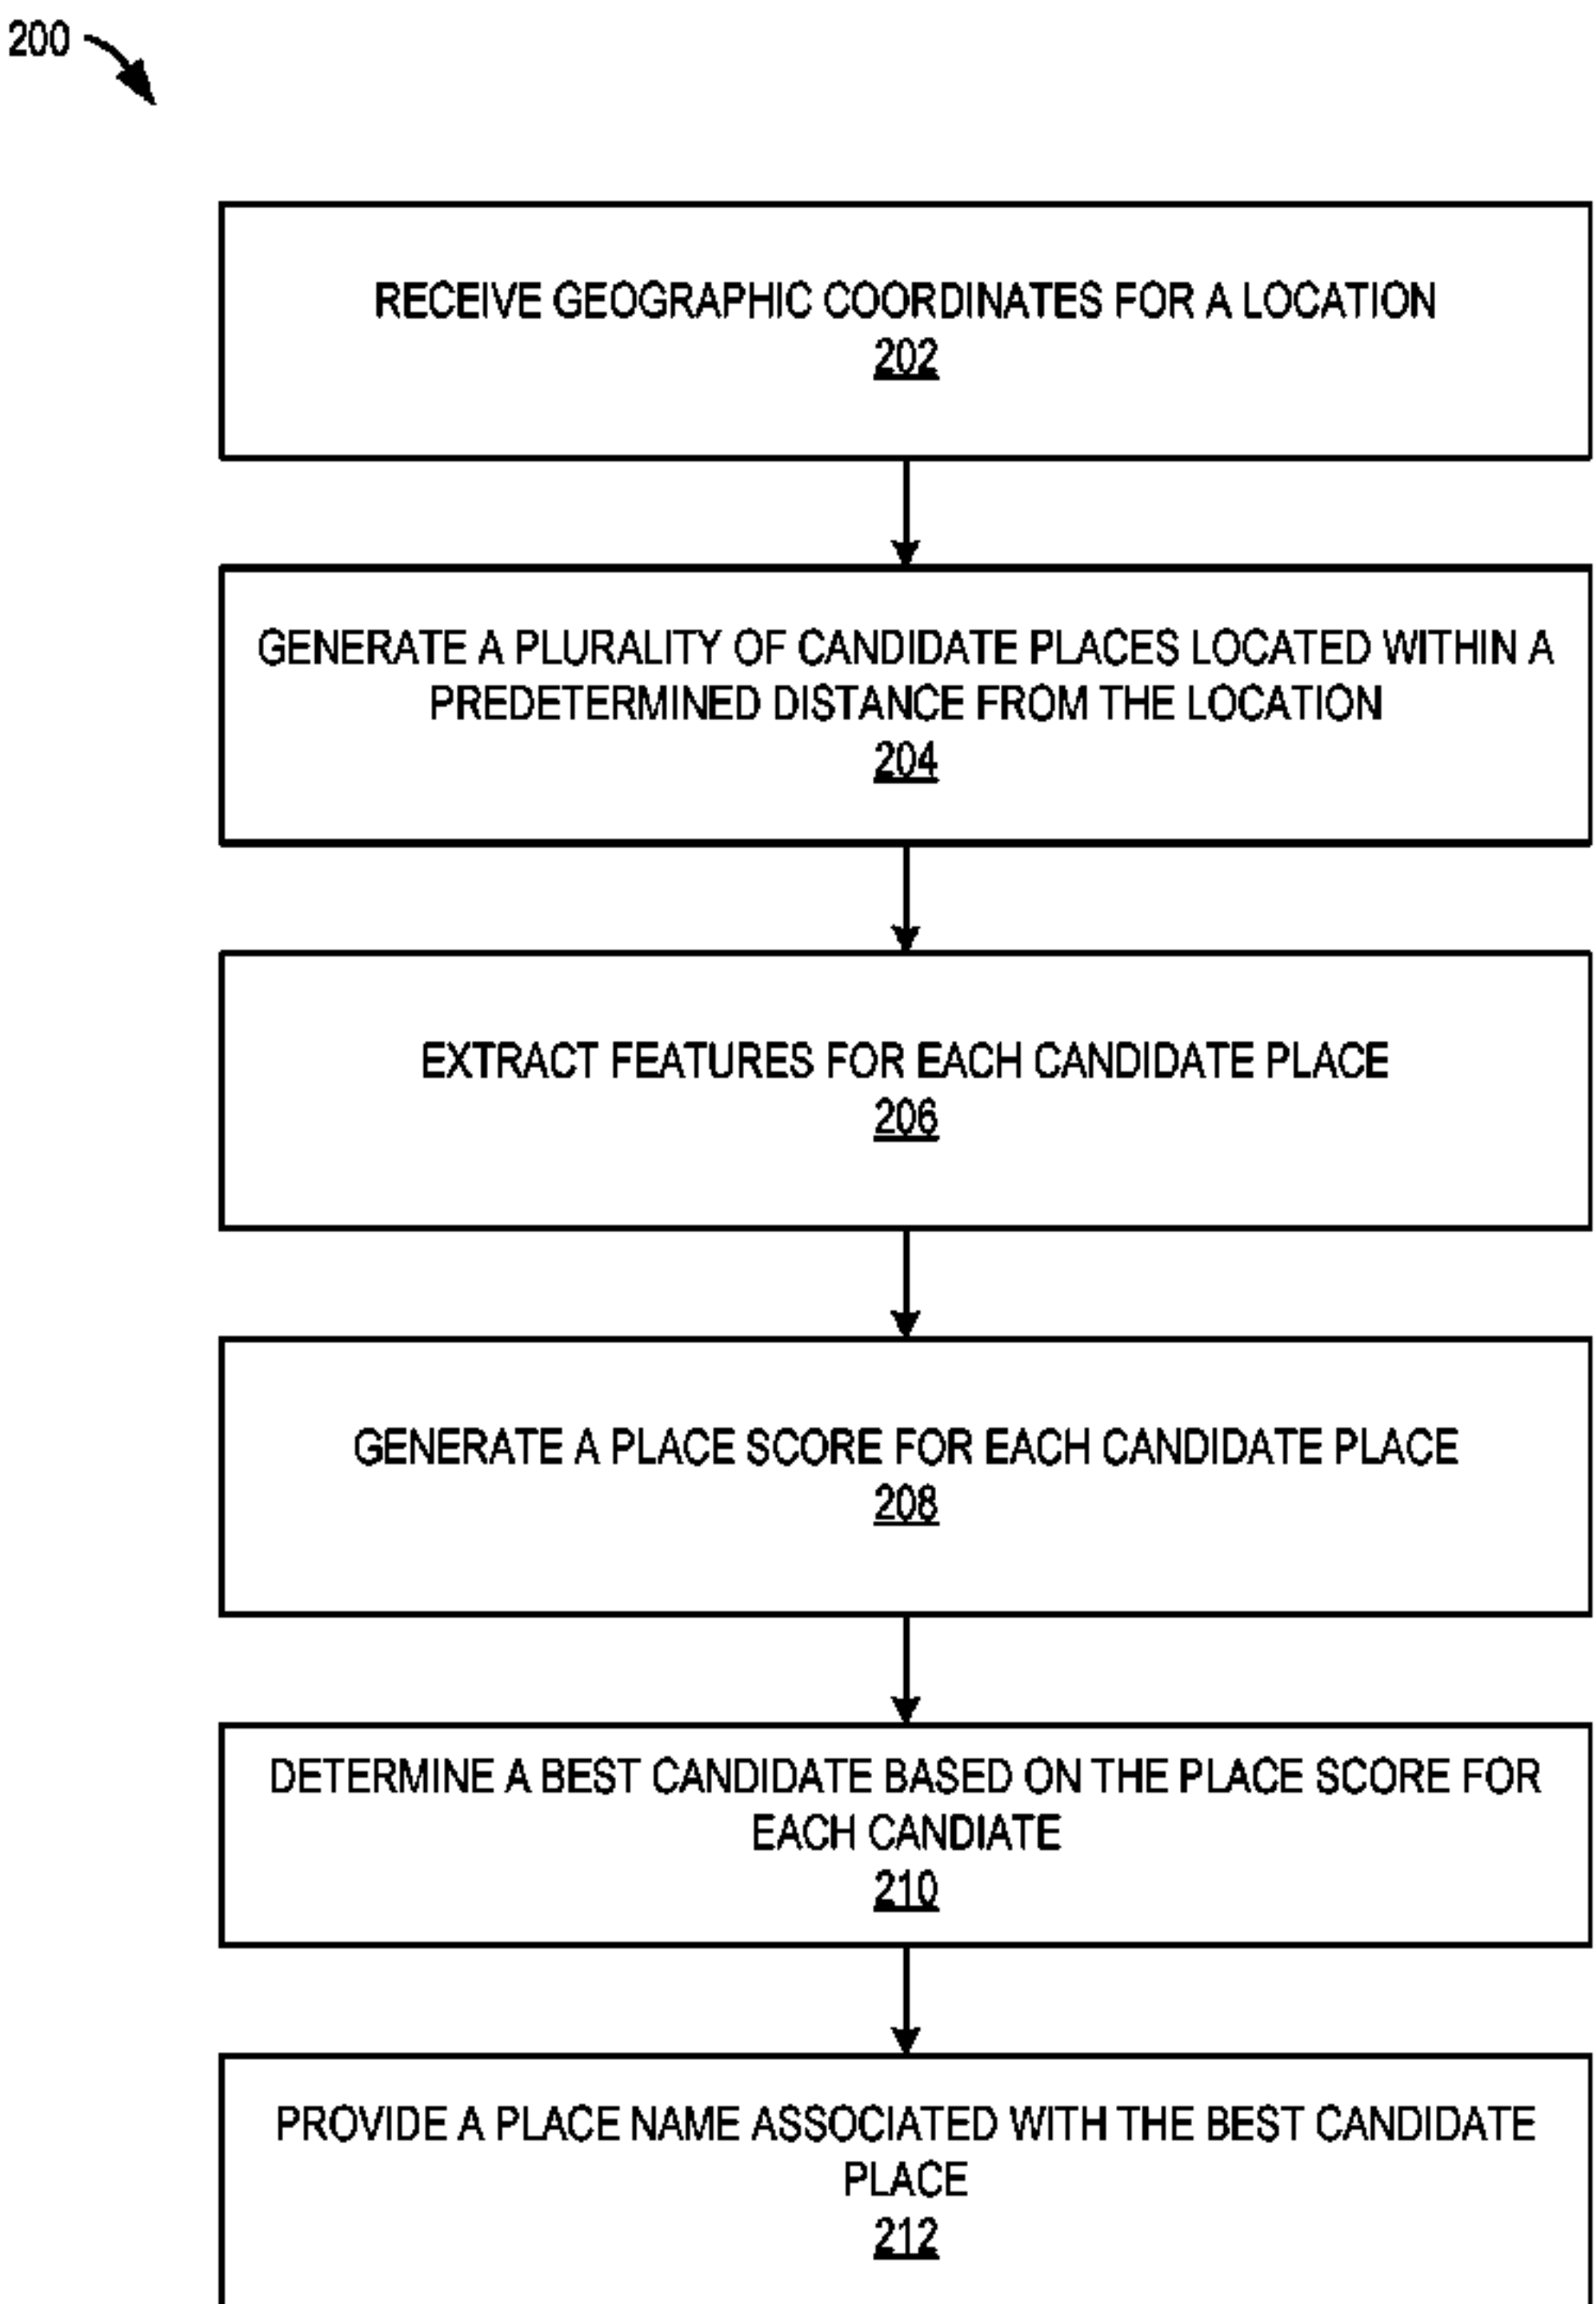 200
RECEIVE GEOGRAPHIC COORDINATES FOR A LOCATION
202
GENERATE A PLURALITY OF CANDIDATE PLACES LOCATED WITHIN A
PREDETERMINED DISTANCE FROM THE LOCATION
204
EXTRACT FEATURES FOR EACH CANDIDATE PLACE
206
GENERATE A PLACE SCORE FOR EACH CANDIDATE PLACE
208
DETERMINE A BEST CANDIDATE BASED ON THE PLACE SCORE FOR
EACH CANDIATE
210
PROVIDE A PLACE NAME ASSOCIATED WITH THE BEST CANDIDATE
PLACE
212